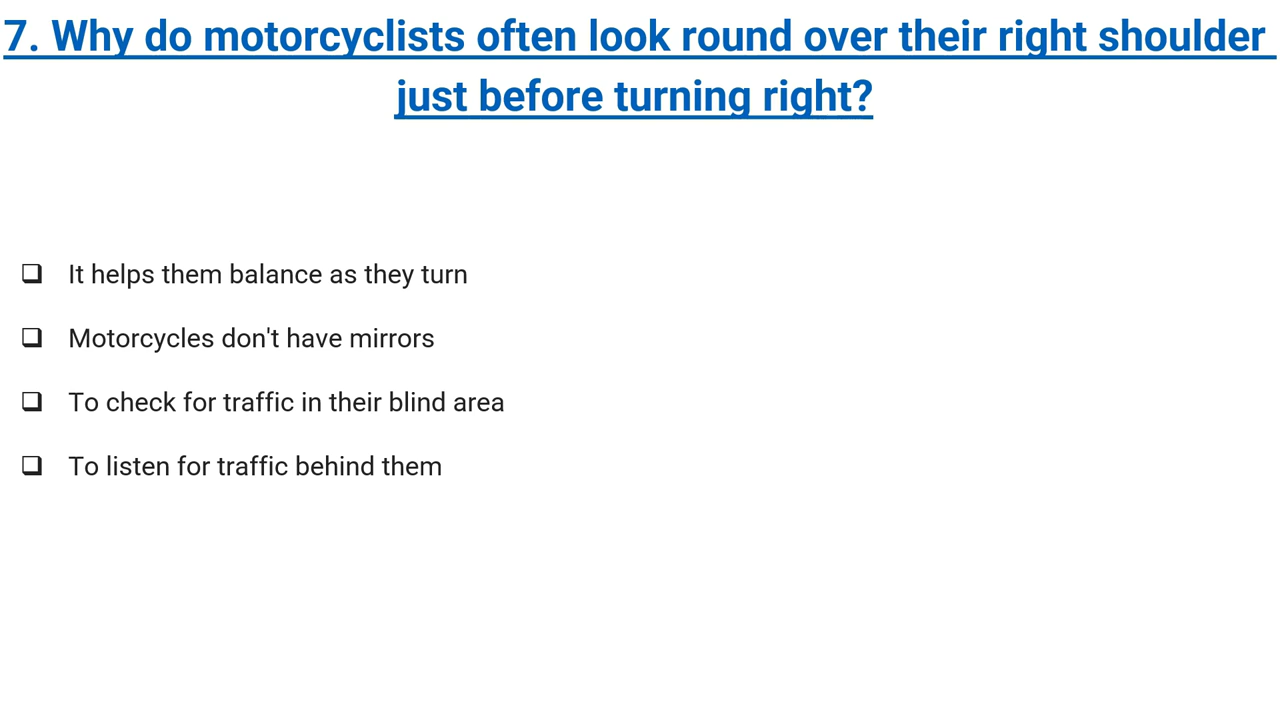 7. Why do motorcyclists often look round over their right shoulder
just before turning right?
❑ It helps them balance as they turn
❑ Motorcycles don't have mirrors
❑ To check for traffic in their blind area
❑ To listen for traffic behind them